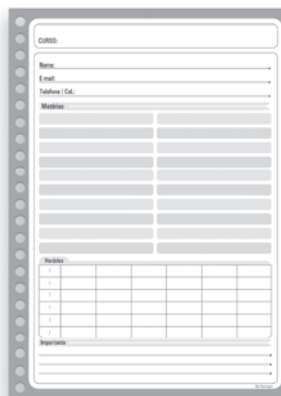 CURSO:
Nome:
E-mail:
Telefone / Cel.:
Matérias
Horários
Importante